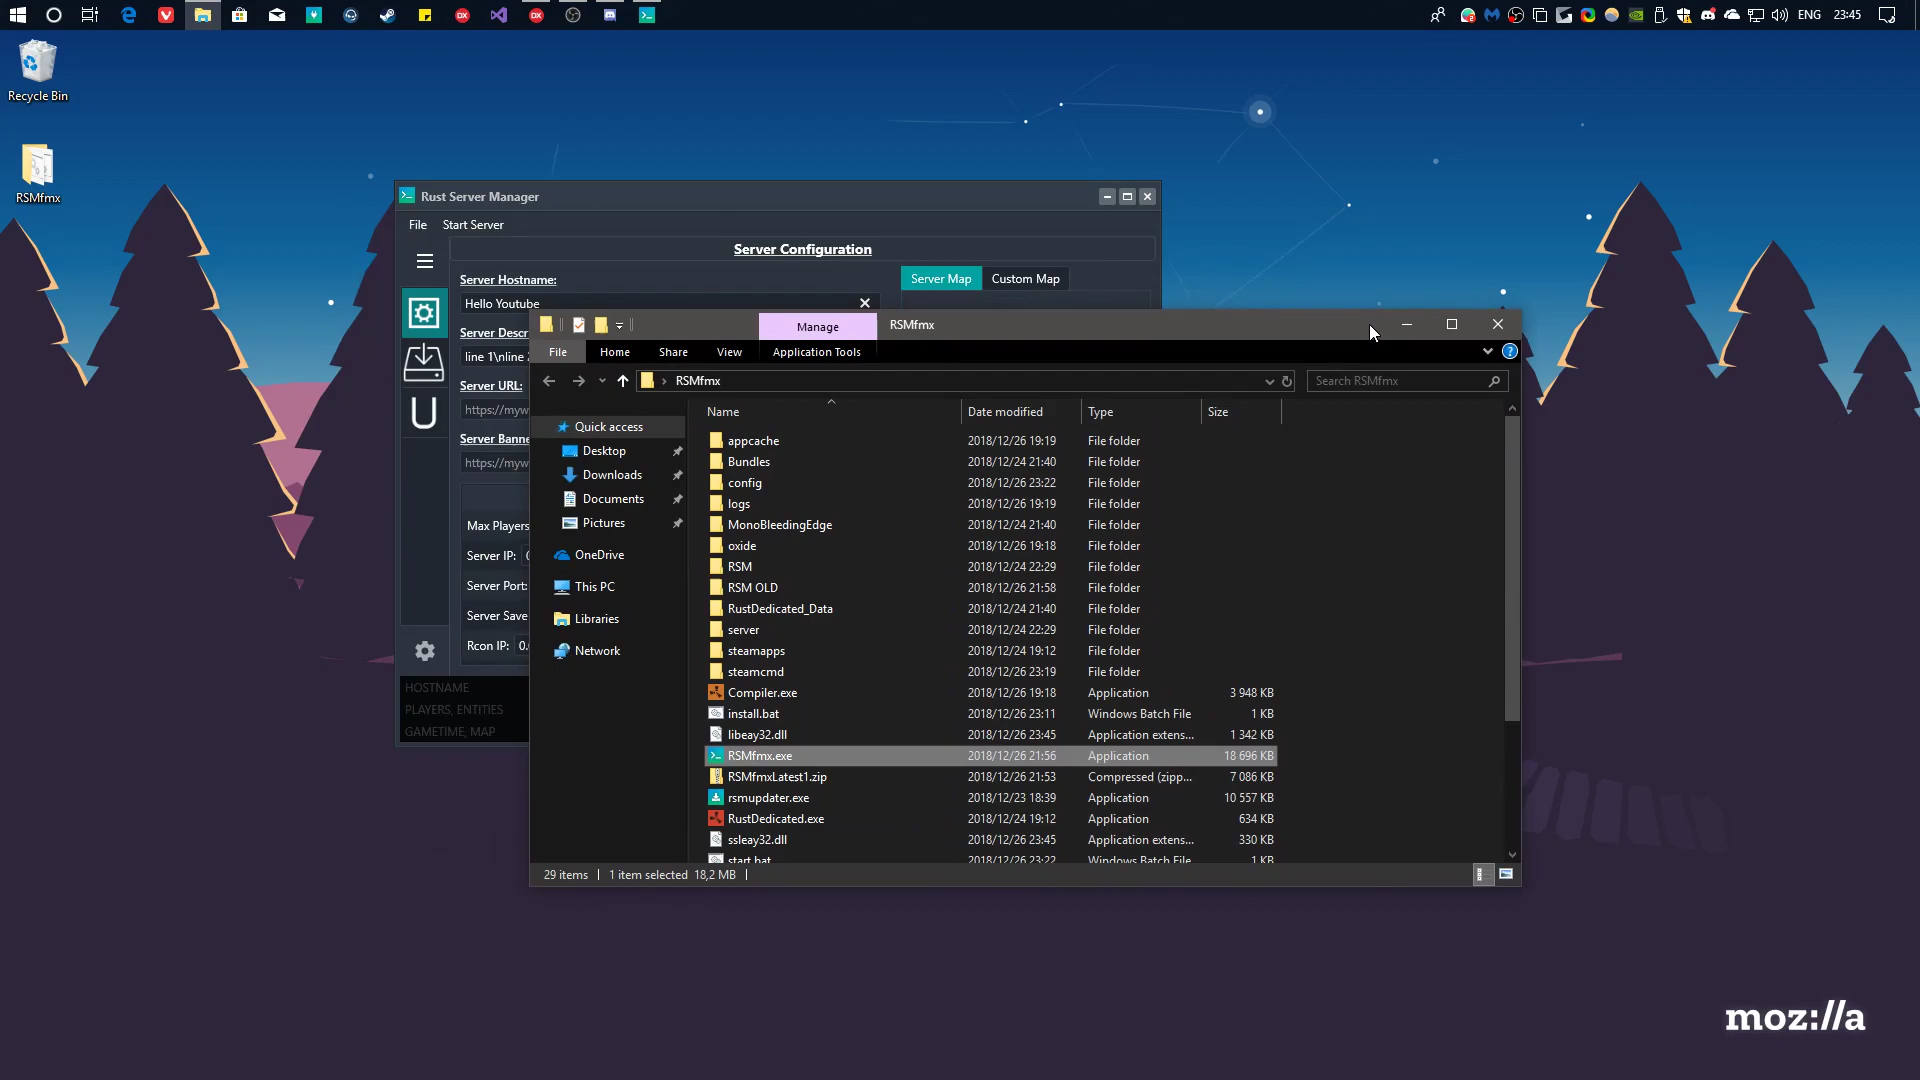 ENG 23:45
Recycle Bin
RSMfmx
Rust Server Manager
File Start Server
Server Configuration
Server Hostname:
Hello Youtube
Server Map Custom Map
Server Descr
line 1\nline
Server URL:
https://myw
Server Banne
https://myw
Max Players
Server IP:
Server Port:
Server Save
Rcon IP: 0.
HOSTNAME
PLAYERS, ENTITIES
GAMETIME, MAP
Manage RSMfmx
File Home Share View Application Tools
RSMfmx Search RSMfmx
Quick access
Desktop
Downloads
Documents
Pictures
OneDrive
This PC
Libraries
Network
Name Date modified Type Size
appcache 2018/12/26 19:19 File folder
Bundles 2018/12/24 21:40 File folder
config 2018/12/26 23:22 File folder
logs 2018/12/26 19:19 File folder
MonoBleedingEdge 2018/12/24 21:40 File folder
oxide 2018/12/26 19:18 File folder
RSM 2018/12/24 22:29 File folder
RSM OLD 2018/12/26 21:58 File folder
RustDedicated_Data 2018/12/24 21:40 File folder
server 2018/12/24 22:29 File folder
steamapps 2018/12/24 19:12 File folder
steamcmd 2018/12/26 23:19 File folder
Compiler.exe 2018/12/26 19:18 Application 3 948 KB
install.bat 2018/12/26 23:11 Windows Batch File 1 KB
libeay32.dll 2018/12/26 23:45 Application extens... 1 342 KB
RSMfmx.exe 2018/12/26 21:56 Application 18 696 KB
RSMfmxLatest1.zip 2018/12/26 21:53 Compressed (zipp... 7 086 KB
rsmupdater.exe 2018/12/23 18:39 Application 10 557 KB
RustDedicated.exe 2018/12/24 19:12 Application 634 KB
ssleay32.dll 2018/12/26 23:45 Application extens... 330 KB
start.bat 2018/12/26 23:22 Windows Batch File 1 KB
29 items 1 item selected 18,2 MB
moz://a